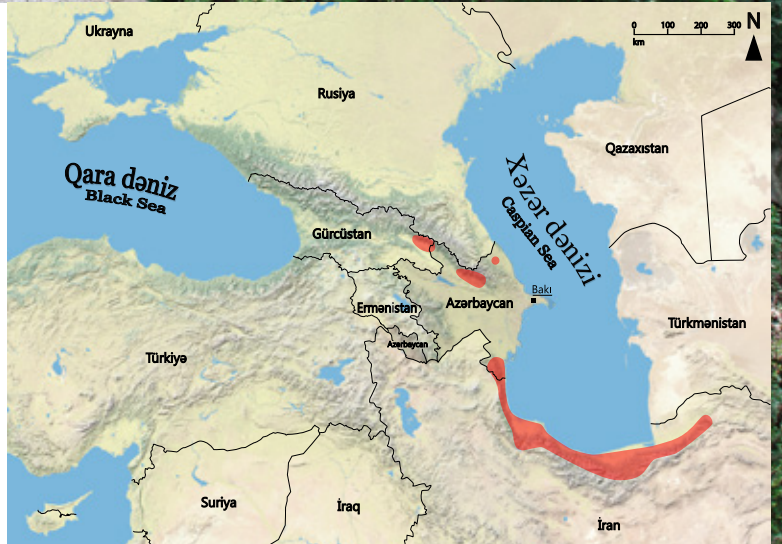 Ukrayna
0 100 200 300
km
N
Rusiya
Qazaxıstan
Qara dəniz
Black Sea
Xəzər dənizi
Caspian Sea
Gürcüstan
Bakı
Ermənistan
Azərbaycan
Türkmənistan
Azərbaycan
Türkiyə
Suriya
İraq
İran